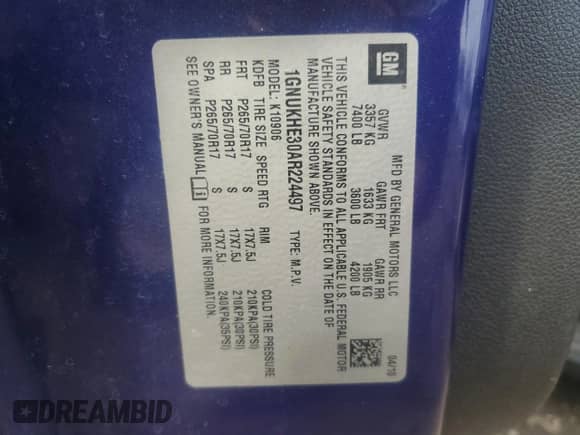 GM
MFD BY GENERAL MOTORS LLC
04/10
GVWR GAWR FRT GAWR RR
3357 KG 1633 KG 1905 KG
7400 LB 3600 LB 4200 LB
THIS VEHICLE CONFORMS TO ALL APPLICABLE U.S. FEDERAL MOTOR
VEHICLE SAFETY STANDARDS IN EFFECT ON THE DATE OF
MANUFACTURE SHOWN ABOVE.
1GNUKHE30AR224497 TYPE: M.P.V.
MODEL: K10906
KDFB TIRE SIZE SPEED RTG RIM COLD TIRE PRESSURE
FRT P265/70R17 S 17X7.5J 210KPA(30PSI)
RR P265/70R17 S 17X7.5J 210KPA(30PSI)
SPA P265/70R17 S 17X7.5J 240KPA(35PSI)
SEE OWNER'S MANUAL FOR MORE INFORMATION.
DREAMBID